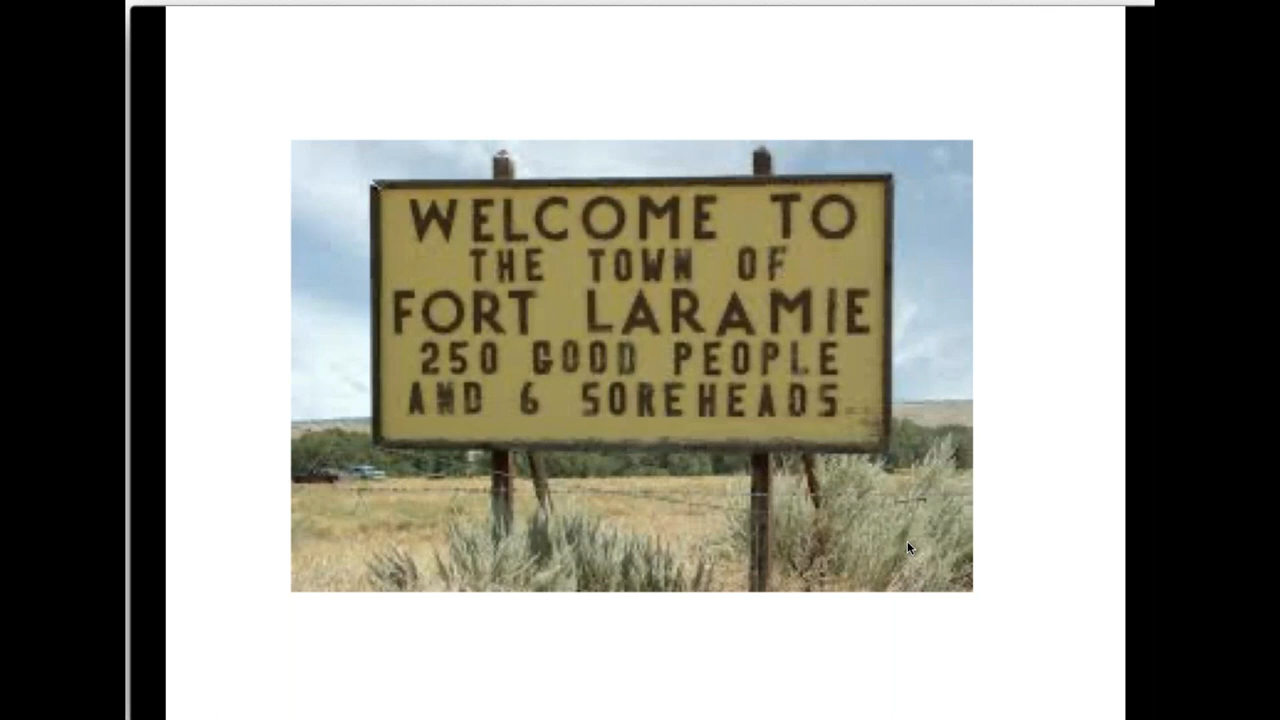 WELCOME TO
THE TOWN OF
FORT LARAMIE
250 GOOD PEOPLE
AND 6 SOREHEADS